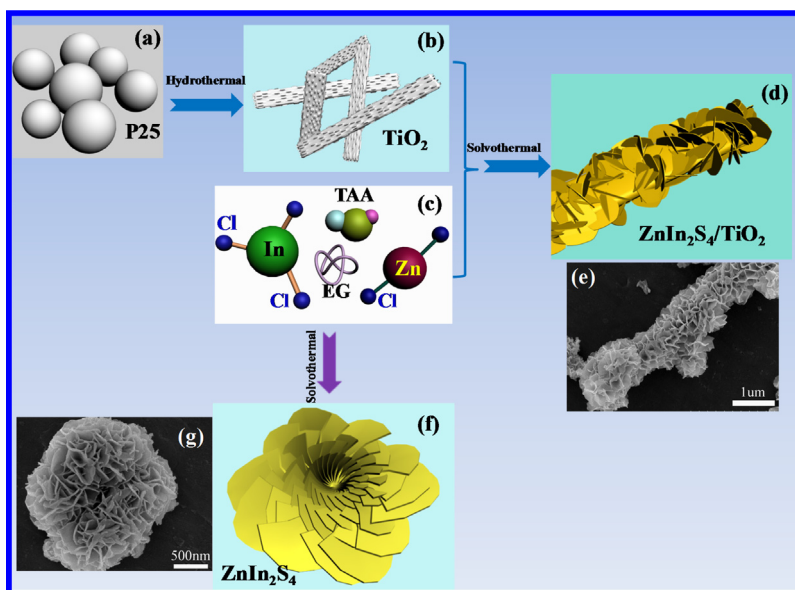 (a)
P25
Hydrothermal
(b)
TiO₂
(c)
TAA
Cl
In
Zn
EG
Cl
Cl
Solvothermal
(d)
ZnIn₂S₄/TiO₂
(e)
1um
Solvothermal
(f)
ZnIn₂S₄
(g)
500nm